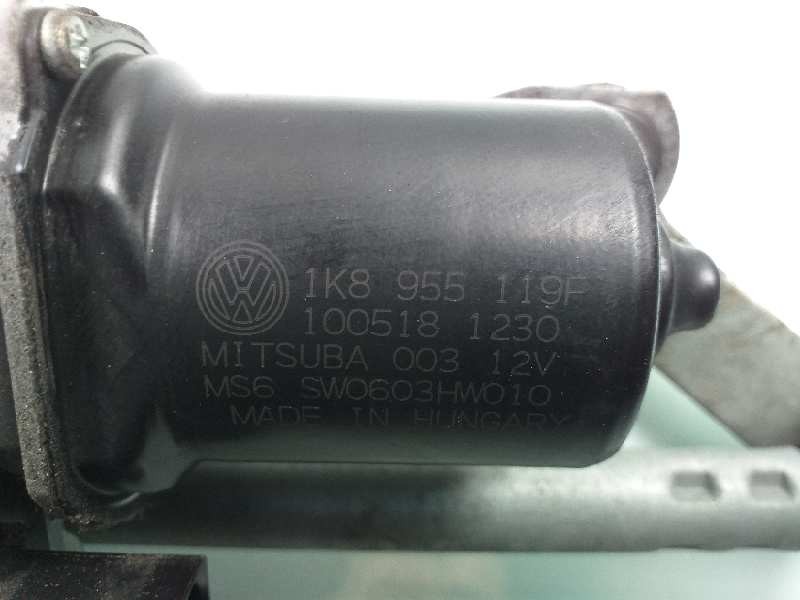 1K8 955 119F
100518 1230
MITSUBA 003 12V
MS6 SW0603HW010
MADE IN HUNGARY